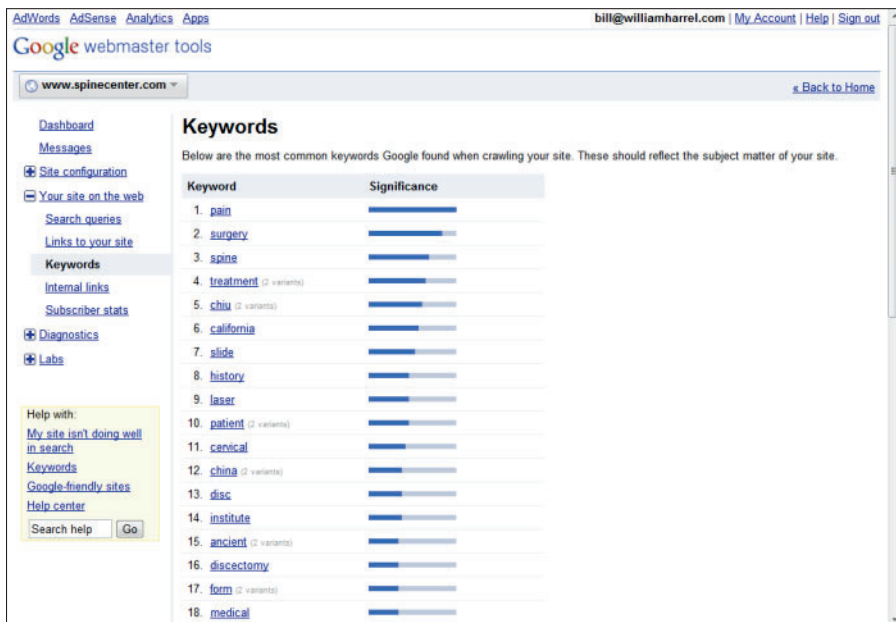 AdWords AdSense Analytics Apps
bill@williamharrel.com | My Account | Help | Sign out
Google webmaster tools
www.spinecenter.com
« Back to Home
Dashboard
Messages
Site configuration
Your site on the web
Search queries
Links to your site
Keywords
Internal links
Subscriber stats
Diagnostics
Labs
Help with:
My site isn't doing well
in search
Keywords
Google-friendly sites
Help center
Search help Go
Keywords
Below are the most common keywords Google found when crawling your site. These should reflect the subject matter of your site.
Keyword Significance
1. pain
2. surgery
3. spine
4. treatment (2 variants)
5. chiu (2 variants)
6. california
7. slide
8. history
9. laser
10. patient (2 variants)
11. cervical
12. china (2 variants)
13. disc
14. institute
15. ancient (2 variants)
16. discectomy
17. form (2 variants)
18. medical